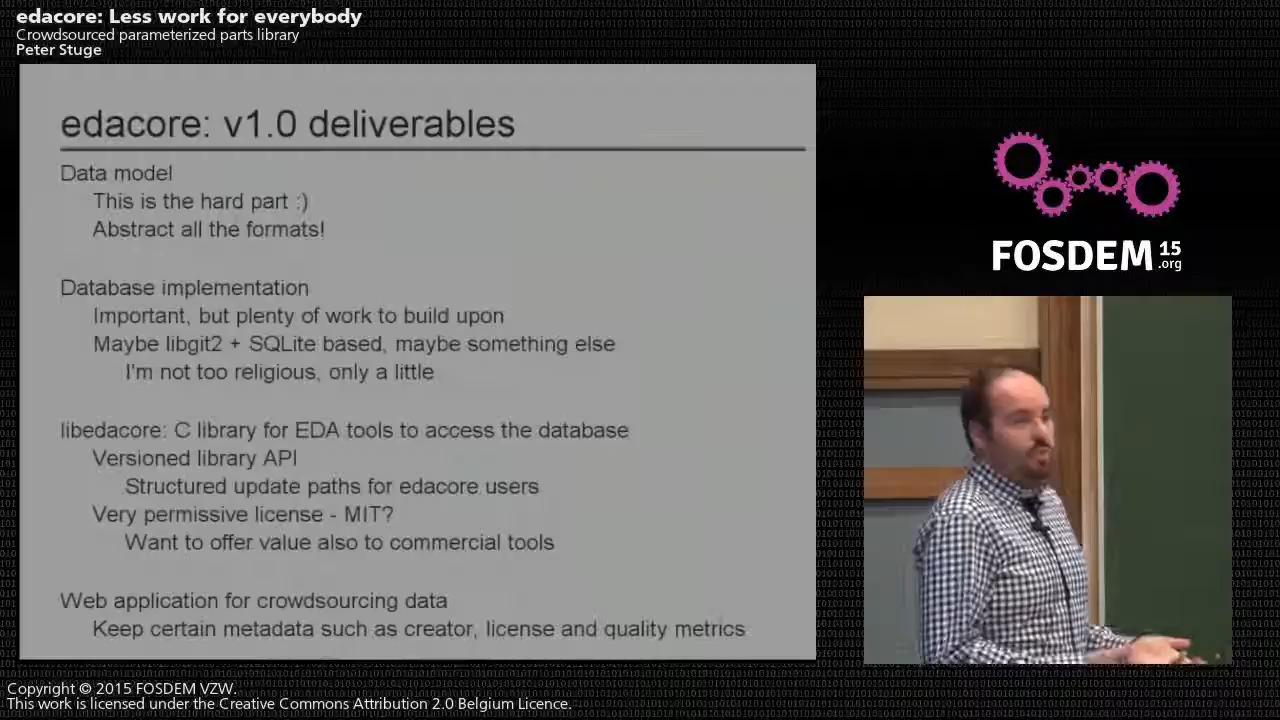 edacore: Less work for everybody
Crowdsourced parameterized parts library
Peter Stuge
edacore: v1.0 deliverables
Data model
This is the hard part :)
Abstract all the formats!
Database implementation
Important, but plenty of work to build upon
Maybe libgit2 + SQLite based, maybe something else
I'm not too religious, only a little
libedacore: C library for EDA tools to access the database
Versioned library API
Structured update paths for edacore users
Very permissive license - MIT?
Want to offer value also to commercial tools
Web application for crowdsourcing data
Keep certain metadata such as creator, license and quality metrics
FOSDEM 15
.org
Copyright © 2015 FOSDEM VZW.
This work is licensed under the Creative Commons Attribution 2.0 Belgium Licence.